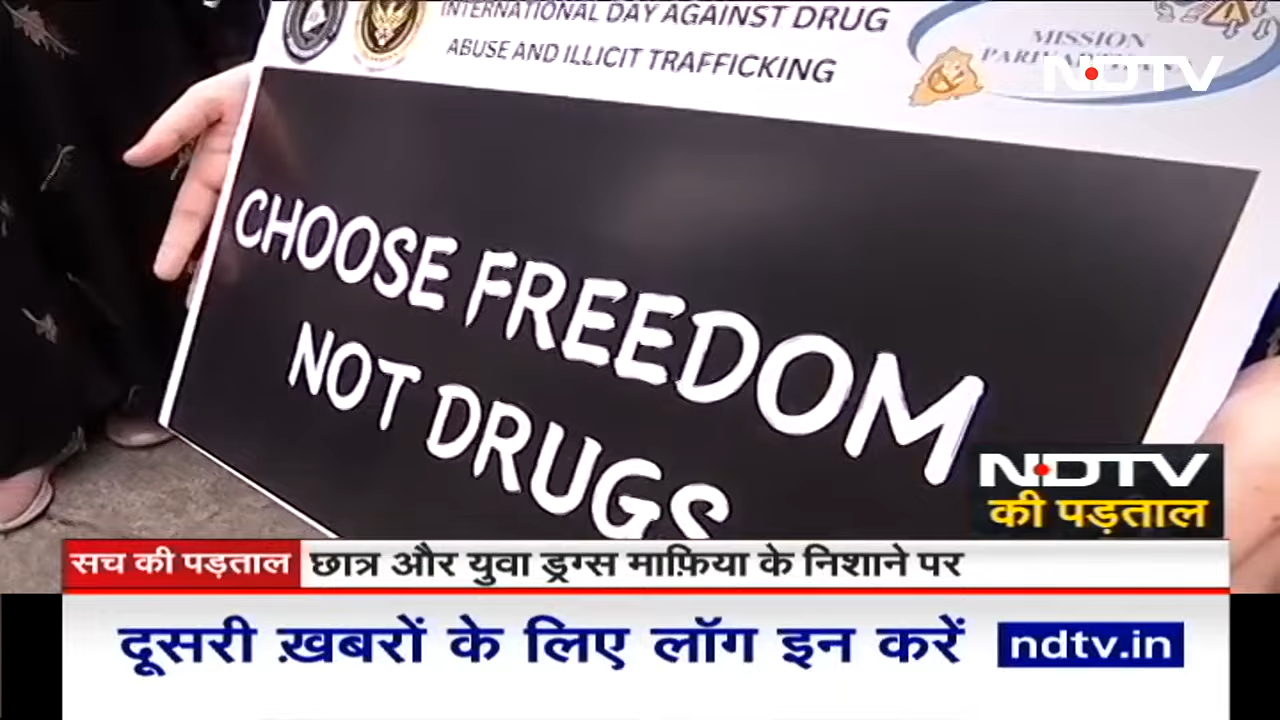 INTERNATIONAL DAY AGAINST DRUG
ABUSE AND ILLICIT TRAFFICKING
MISSION
NDTV
CHOOSE FREEDOM
NOT DRUGS
NDTV
की पड़ताल
सच की पड़ताल
छात्र और युवा ड्रग्स माफ़िया के निशाने पर
दूसरी ख़बरों के लिए लॉग इन करें
ndtv.in